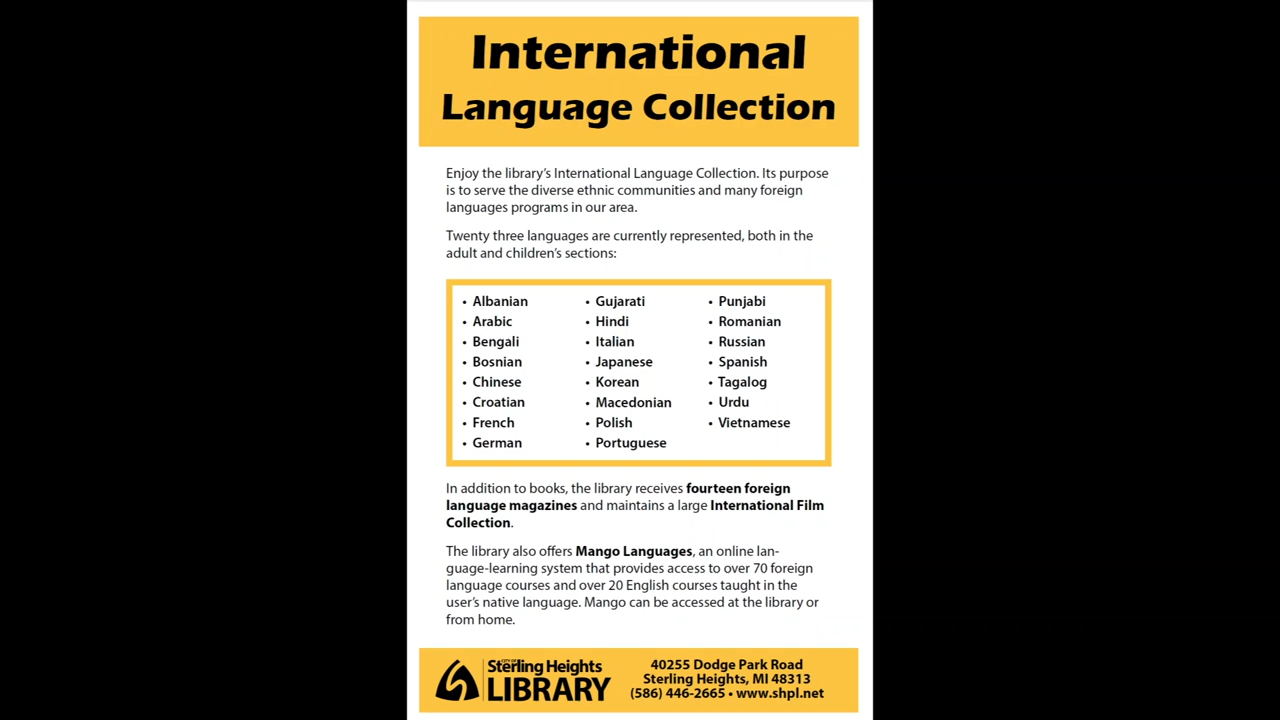 International
Language Collection
Enjoy the library's International Language Collection. Its purpose
is to serve the diverse ethnic communities and many foreign
languages programs in our area.
Twenty three languages are currently represented, both in the
adult and children's sections:
• Albanian
• Arabic
• Bengali
• Bosnian
• Chinese
• Croatian
• French
• German
• Gujarati
• Hindi
• Italian
• Japanese
• Korean
• Macedonian
• Polish
• Portuguese
• Punjabi
• Romanian
• Russian
• Spanish
• Tagalog
• Urdu
• Vietnamese
In addition to books, the library receives fourteen foreign
language magazines and maintains a large International Film
Collection.
The library also offers Mango Languages, an online lan-
guage-learning system that provides access to over 70 foreign
language courses and over 20 English courses taught in the
user's native language. Mango can be accessed at the library or
from home.
CITY OF
Sterling Heights
LIBRARY
40255 Dodge Park Road
Sterling Heights, MI 48313
(586) 446-2665 • www.shpl.net